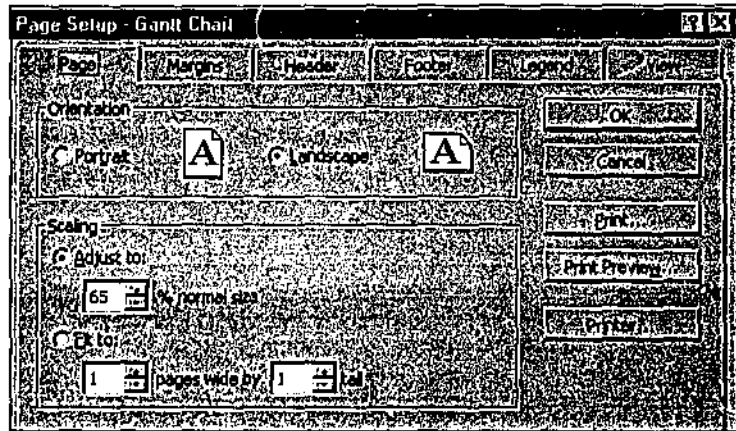 Page Setup - Gantt Chart
Page Margins Header Footer Legend View
Orientation
Portrait A Landscape A
Scaling
Adjust to:
65 % normal size
Fit to:
1 pages wide by 1 tall
OK
Cancel
Print...
Print Preview
Printer...